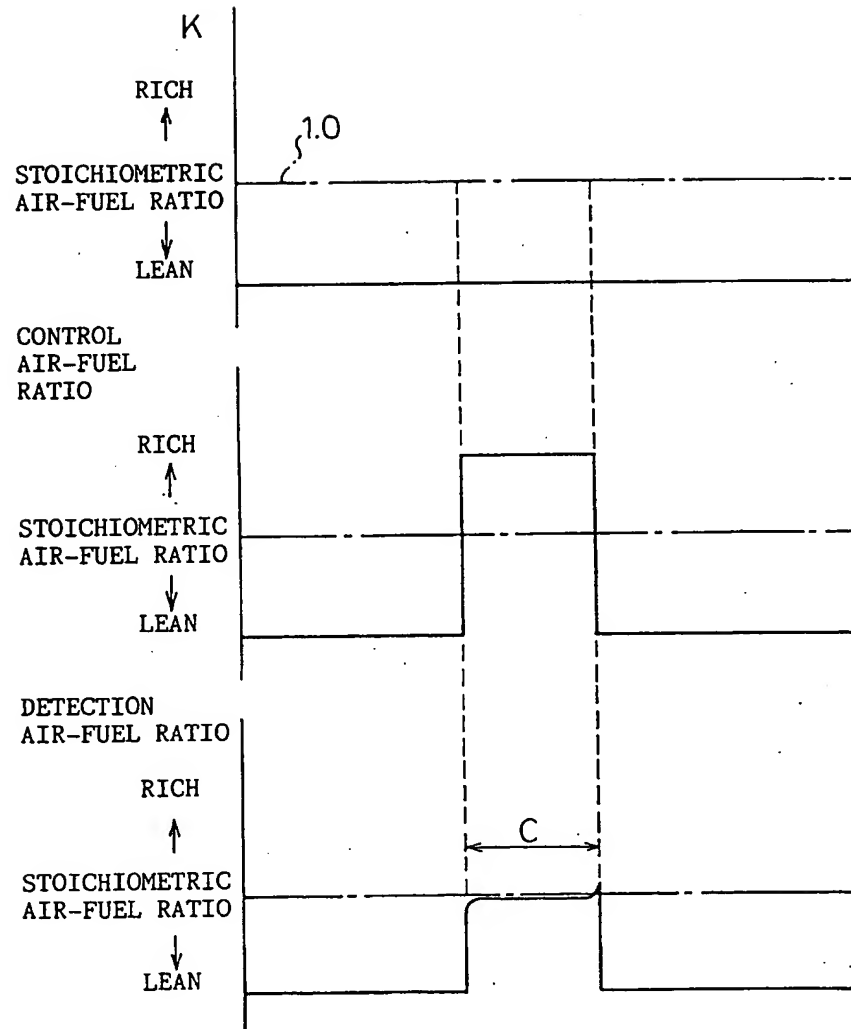 K
RICH
1.0
STOICHIOMETRIC
AIR-FUEL RATIO
LEAN
CONTROL
AIR-FUEL
RATIO
RICH
STOICHIOMETRIC
AIR-FUEL RATIO
LEAN
DETECTION
AIR-FUEL RATIO
RICH
C
STOICHIOMETRIC
AIR-FUEL RATIO
LEAN